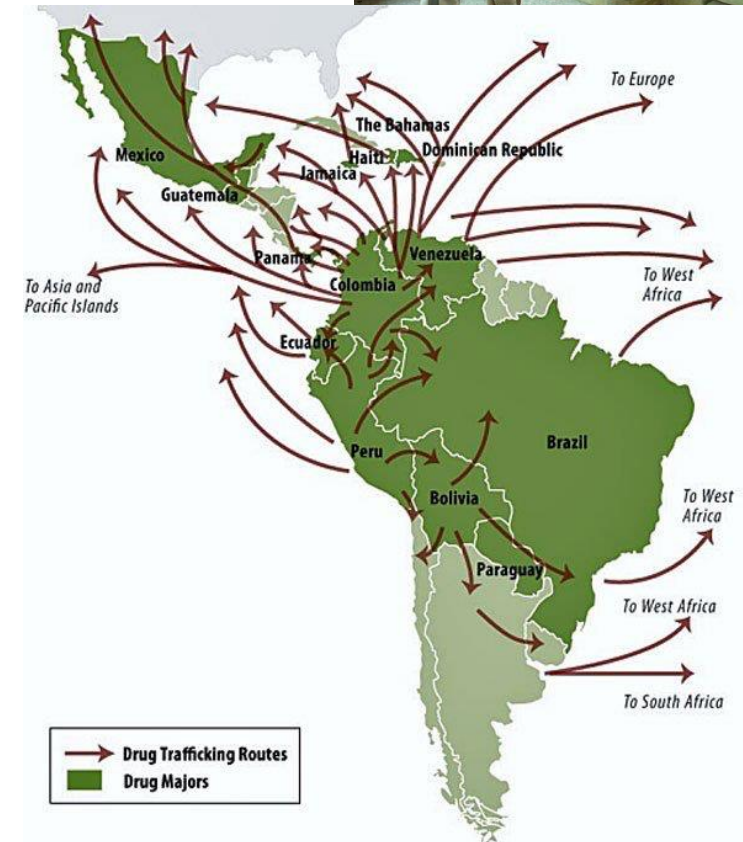 To Europe
The Bahamas
Dominican Republic
Haiti
Jamaica
Mexico
Guatemala
Panama
Venezuela
Colombia
To Asia and
Pacific Islands
To West
Africa
Ecuador
Peru
Brazil
Bolivia
To West
Africa
Paraguay
To West Africa
To South Africa
Drug Trafficking Routes
Drug Majors